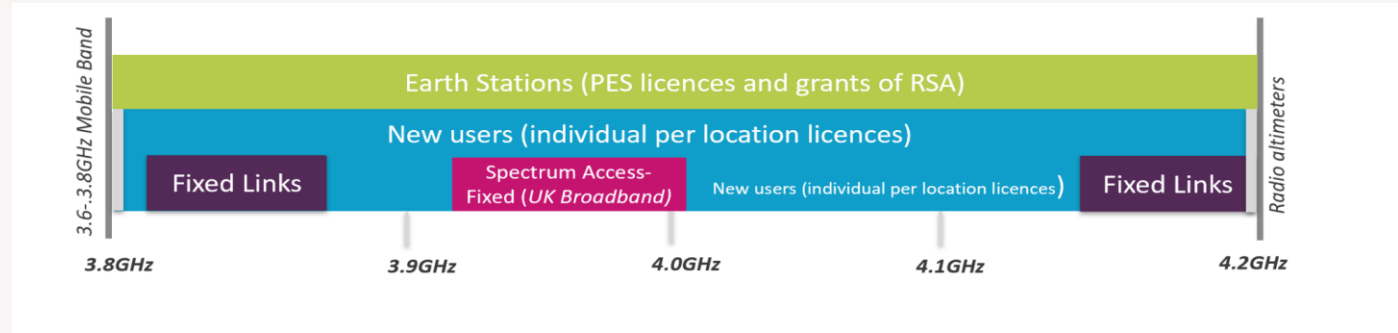 3.6-.3.8GHz Mobile Band
Earth Stations (PES licences and grants of RSA)
New users (individual per location licences)
Fixed Links
Spectrum Access-
Fixed (UK Broadband)
New users (individual per location licences)
Fixed Links
Radio altimeters
3.8GHz
3.9GHz
4.0GHz
4.1GHz
4.2GHz